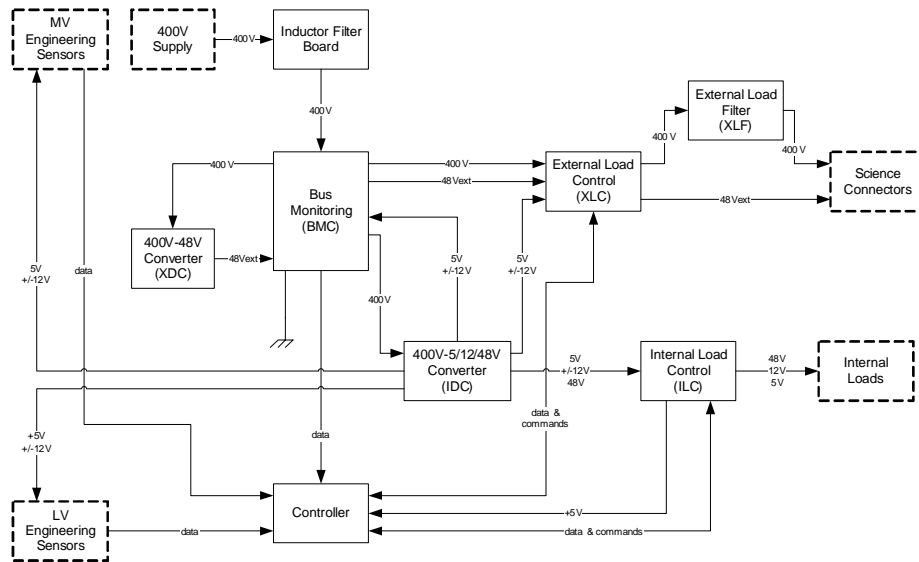 MV
Engineering
Sensors
400V
Supply
400V
Inductor Filter
Board
400V
External Load
Filter
(XLF)
400 V
400 V
400 V
Bus
Monitoring
(BMC)
400 V
48Vext
External Load
Control
(XLC)
Science
Connectors
48Vext
400V-48V
Converter
(XDC)
48Vext
5V
+/-12V
data
5V
+/-12V
5V
+/-12V
400V
400V-5/12/48V
Converter
(IDC)
5V
+/-12V
48V
Internal Load
Control
(ILC)
48V
12V
5V
Internal
Loads
data &
commands
+5V
+/-12V
data
LV
Engineering
Sensors
data
Controller
+5V
data & commands